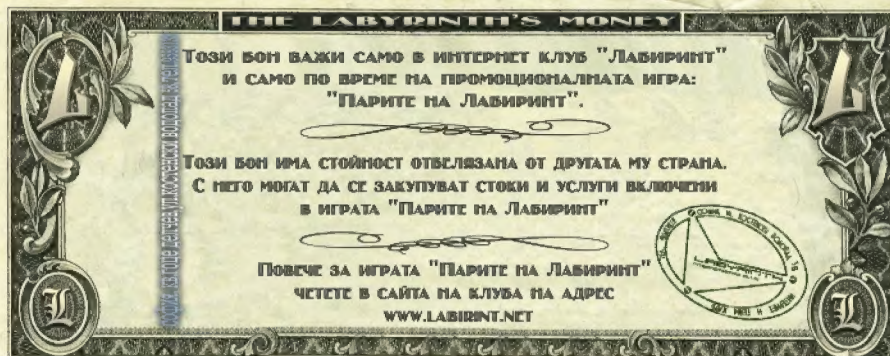 THE LABYRINTH'S MONEY
ТОЗИ БОН ВАЖИ САМО В ИНТЕРНЕТ КЛУБ "ЛАБИРИНТ"
И САМО ПО ВРЕМЕ НА ПРОМОЦИОНАЛНАТА ИГРА:
"ПАРИТЕ НА ЛАБИРИНТ".
ТОЗИ БОН ИМА СТОЙНОСТ ОТБЕЛЯЗАНА ОТ ДРУГАТА МУ СТРАНА.
С НЕГО МОГАТ ДА СЕ ЗАКУПУВАТ СТОКИ И УСЛУГИ ВКЛЮЧЕНИ
В ИГРАТА "ПАРИТЕ НА ЛАБИРИНТ"
ПОВЕЧЕ ЗА ИГРАТА "ПАРИТЕ НА ЛАБИРИНТ"
ЧЕТЕТЕ В САЙТА НА КЛУБА НА АДРЕС
WWW.LABIRINT.NET
L
L
L
L